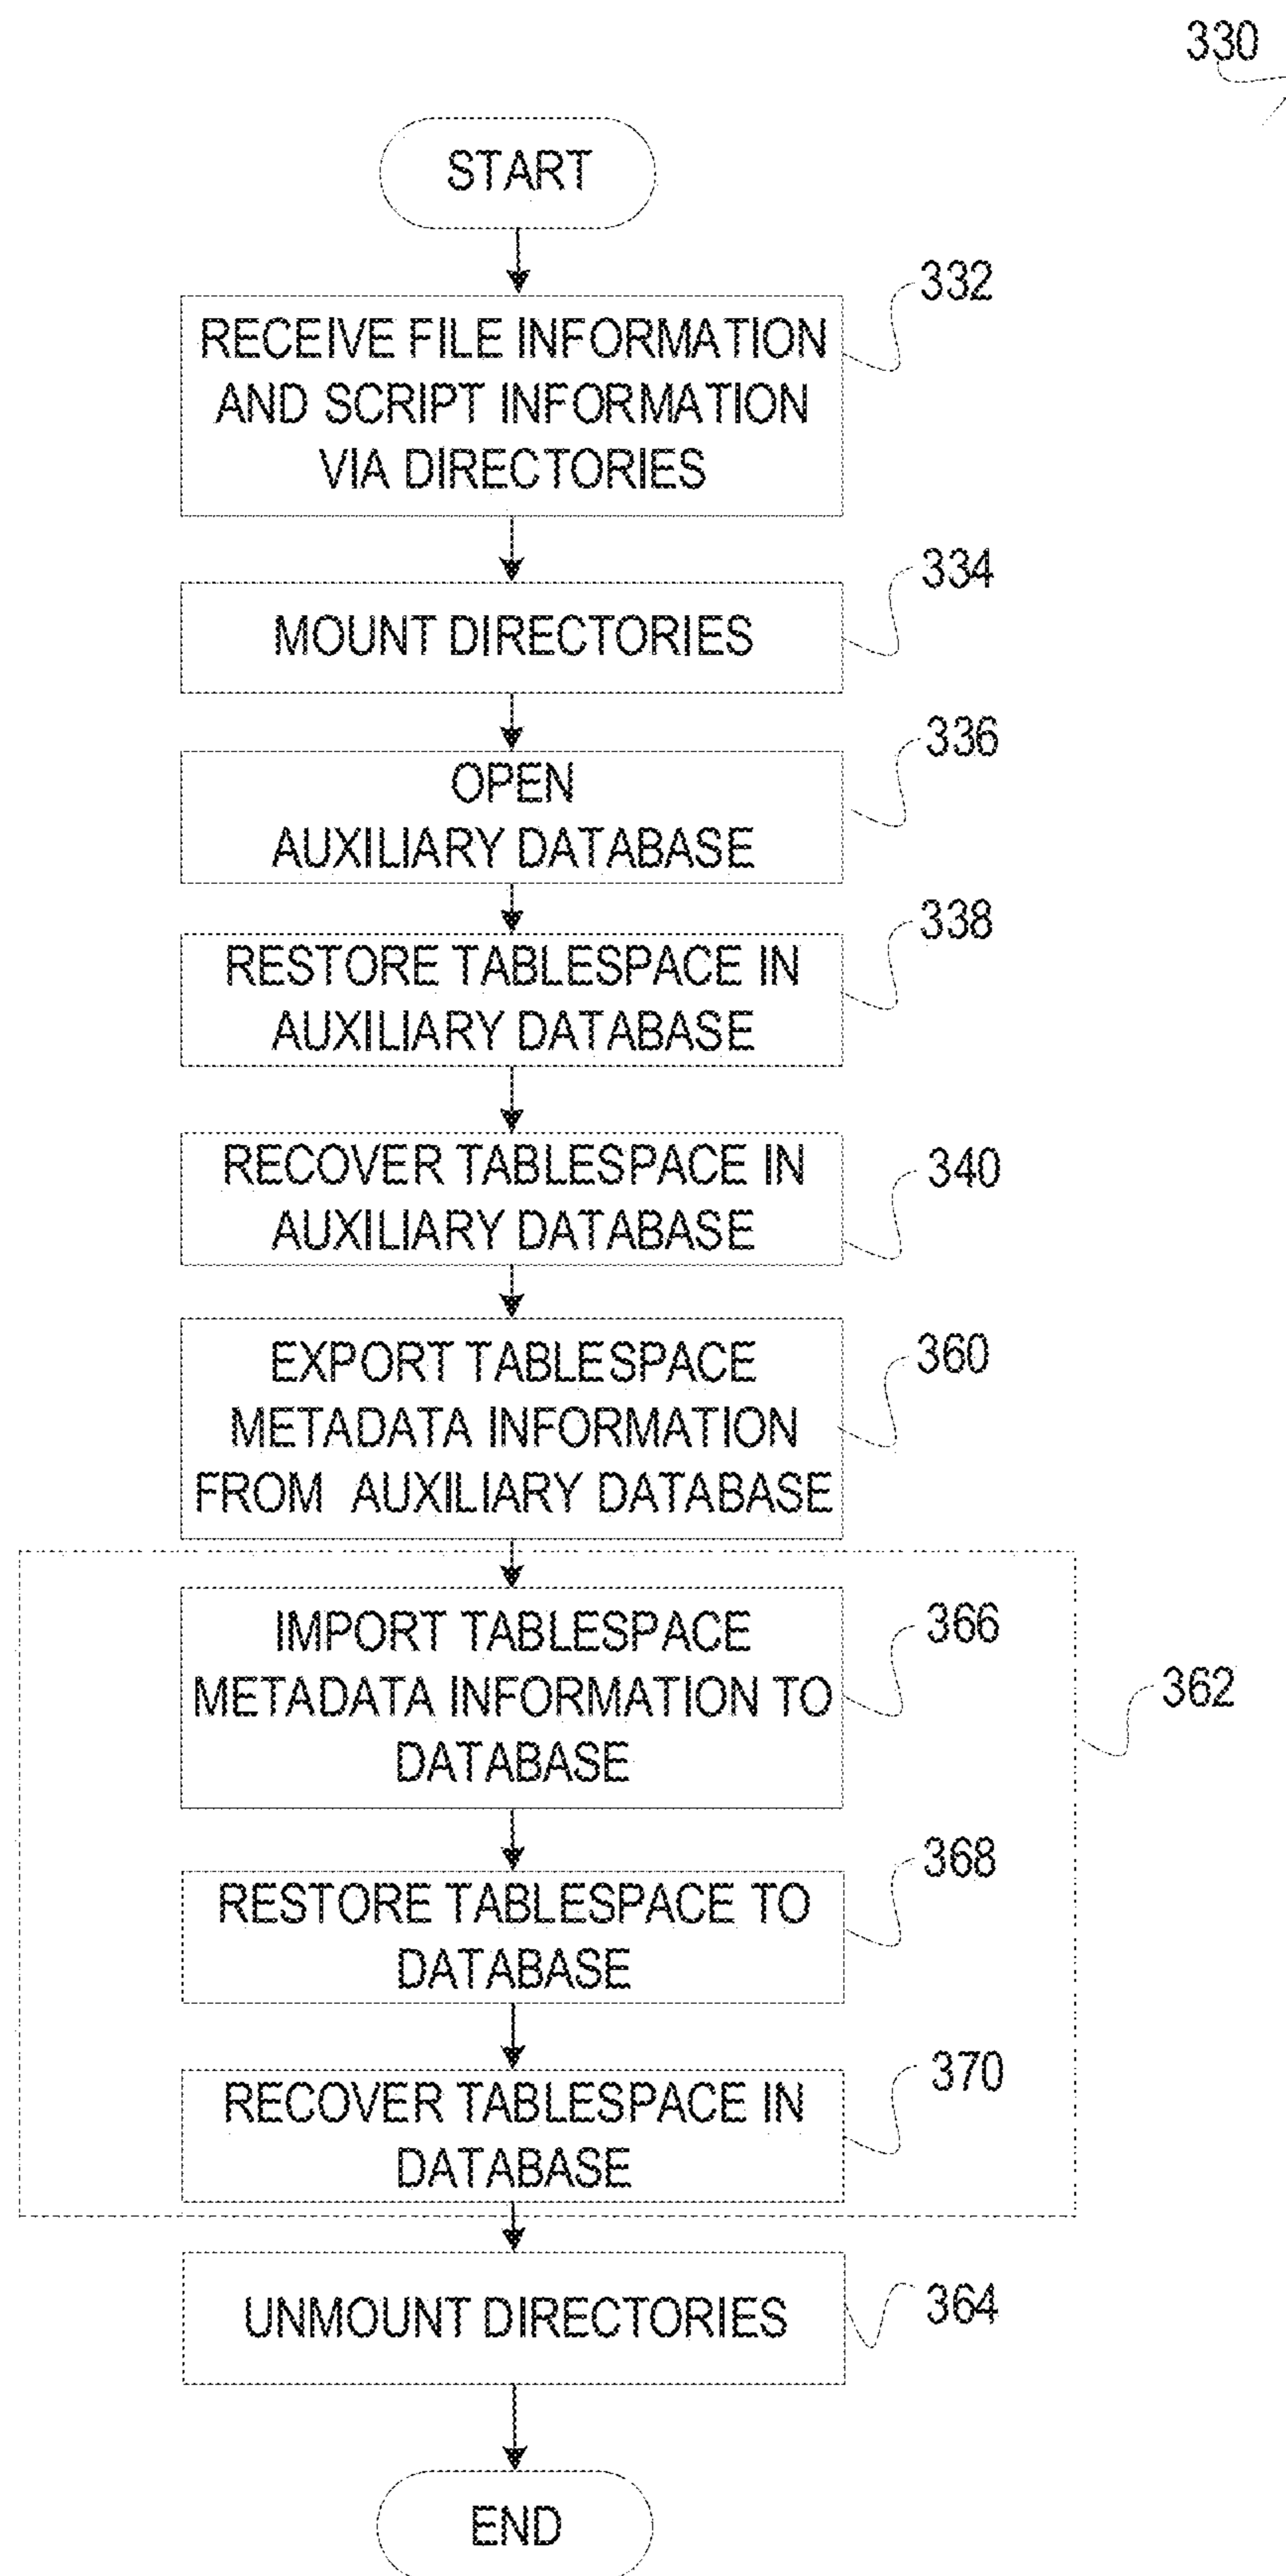 330
START
332
RECEIVE FILE INFORMATION
AND SCRIPT INFORMATION
VIA DIRECTORIES
334
MOUNT DIRECTORIES
336
OPEN
AUXILIARY DATABASE
338
RESTORE TABLESPACE IN
AUXILIARY DATABASE
340
RECOVER TABLESPACE IN
AUXILIARY DATABASE
360
EXPORT TABLESPACE
METADATA INFORMATION
FROM AUXILIARY DATABASE
366
IMPORT TABLESPACE
METADATA INFORMATION TO
DATABASE
362
368
RESTORE TABLESPACE TO
DATABASE
370
RECOVER TABLESPACE IN
DATABASE
364
UNMOUNT DIRECTORIES
END